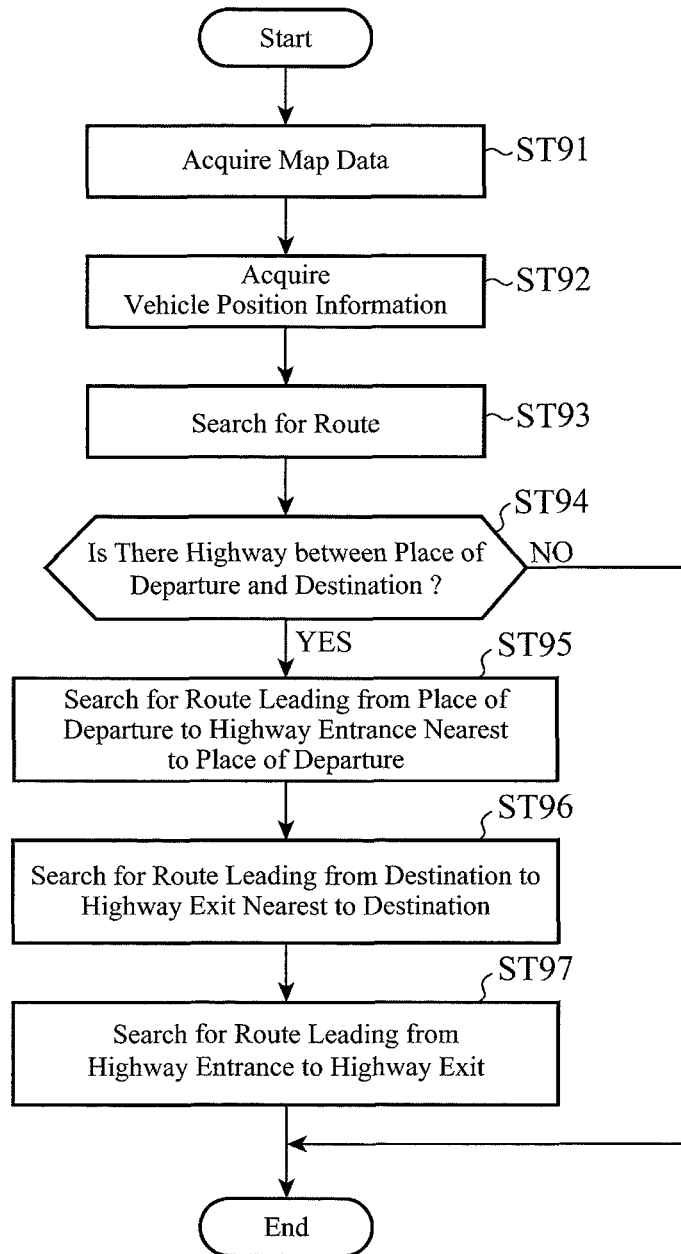 Start
Acquire Map Data
ST91
Acquire
Vehicle Position Information
ST92
Search for Route
ST93
ST94
Is There Highway between Place of
Departure and Destination ?
NO
YES
ST95
Search for Route Leading from Place of
Departure to Highway Entrance Nearest
to Place of Departure
ST96
Search for Route Leading from Destination to
Highway Exit Nearest to Destination
ST97
Search for Route Leading from
Highway Entrance to Highway Exit
End